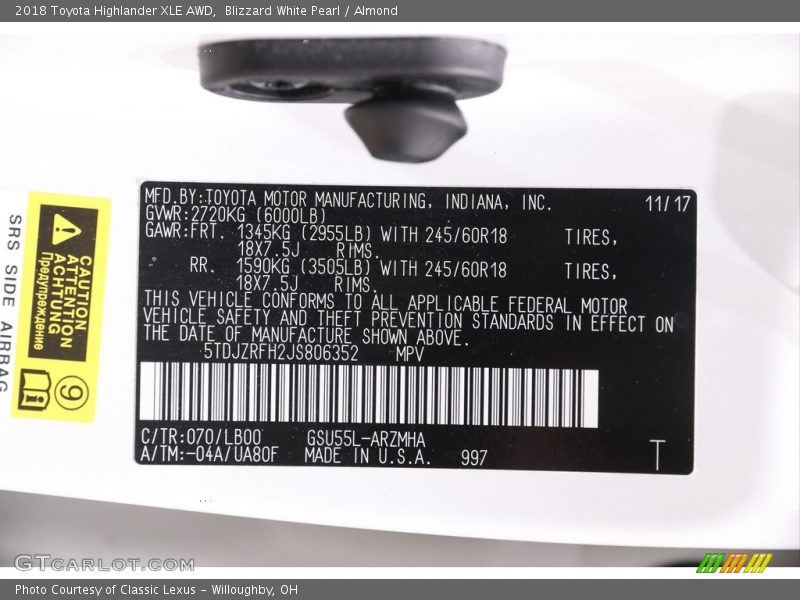 2018 Toyota Highlander XLE AWD,  Blizzard White Pearl / Almond
MFD.BY:TOYOTA MOTOR MANUFACTURING, INDIANA, INC. 11/17
GVWR:2720KG (6000LB)
GAWR:FRT. 1345KG (2955LB) WITH 245/60R18 TIRES,
18X7.5J RIMS.
RR. 1590KG (3505LB) WITH 245/60R18 TIRES,
18X7.5J RIMS.
THIS VEHICLE CONFORMS TO ALL APPLICABLE FEDERAL MOTOR
VEHICLE SAFETY AND THEFT PREVENTION STANDARDS IN EFFECT ON
THE DATE OF MANUFACTURE SHOWN ABOVE.
5TDJZRFH2JS806352 MPV
C/TR:070/LB00 GSU55L-ARZMHA
A/TM:-04A/UA80F MADE IN U.S.A. 997 T
CAUTION
ATTENTION
ACHTUNG
Предупреждение
SRS SIDE AIRBAG
GTCARLOT.COM
Photo Courtesy of Classic Lexus - Willoughby, OH